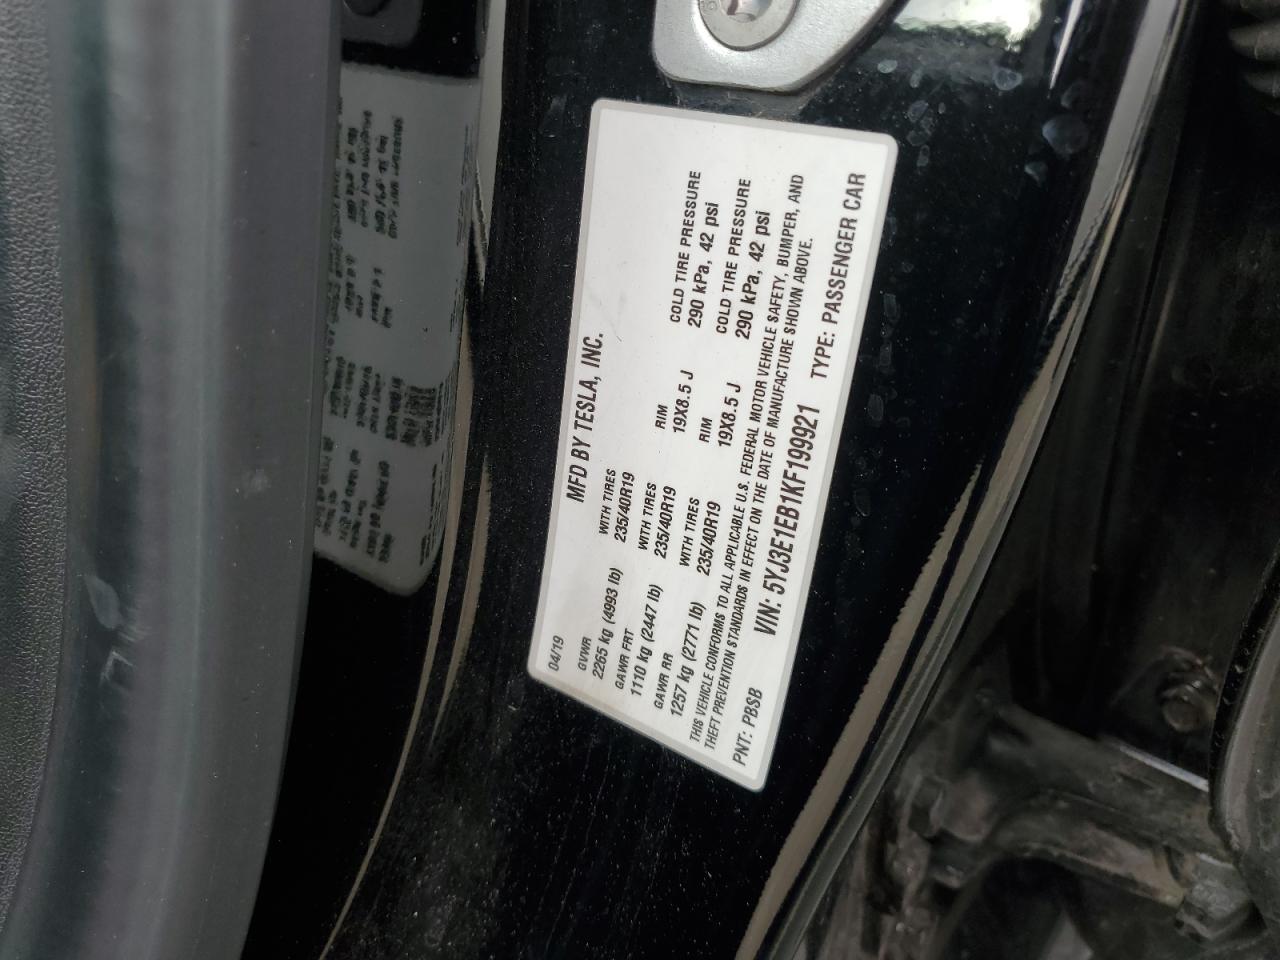 MFD BY TESLA, INC.
04/19
GVWR WITH TIRES RIM COLD TIRE PRESSURE
2265 kg (4993 lb) 235/40R19 19X8.5 J 290 kPa, 42 psi
GAWR FRT WITH TIRES RIM COLD TIRE PRESSURE
1110 kg (2447 lb) 235/40R19 19X8.5 J 290 kPa, 42 psi
GAWR RR WITH TIRES
1257 kg (2771 lb) 235/40R19
THIS VEHICLE CONFORMS TO ALL APPLICABLE U.S. FEDERAL MOTOR VEHICLE SAFETY, BUMPER, AND
THEFT PREVENTION STANDARDS IN EFFECT ON THE DATE OF MANUFACTURE SHOWN ABOVE.
VIN: 5YJ3E1EB1KF199921 TYPE: PASSENGER CAR
PNT: PBSB